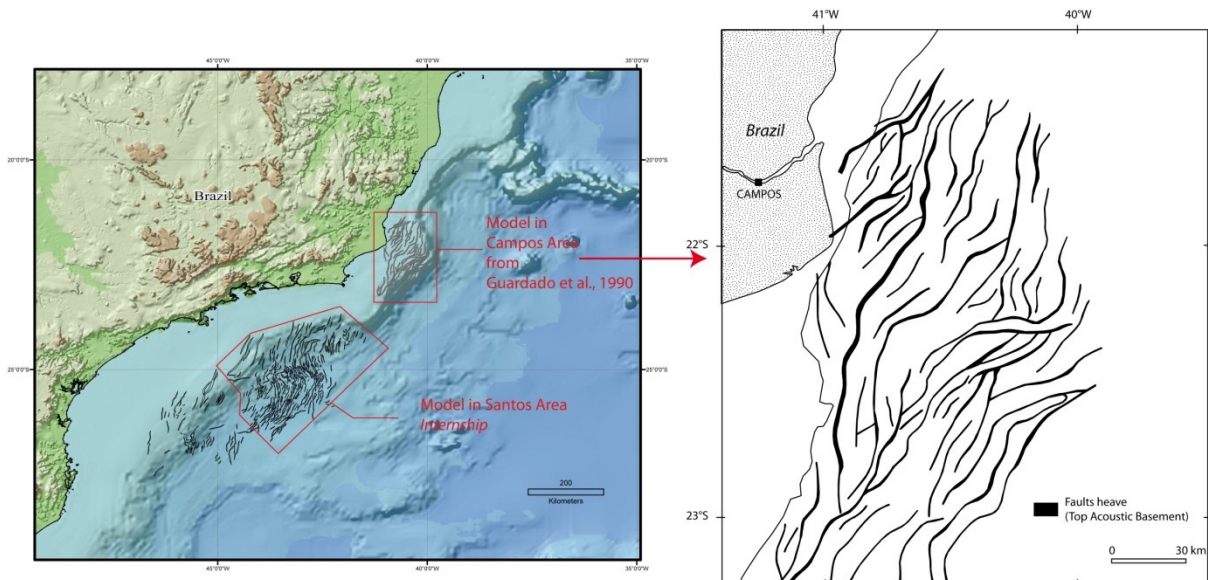 45°0'0"W
40°0'0"W
35°0'0"W
20°0'0"S
20°0'0"S
25°0'0"S
25°0'0"S
Brazil
Model in
Campos Area
from
Guardado et al., 1990
Model in Santos Area
Internship
200
Kilometers
45°0'0"W
40°0'0"W
35°0'0"W
41°W
40°W
Brazil
CAMPOS
22°S
23°S
Faults heave
(Top Acoustic Basement)
0 30 km